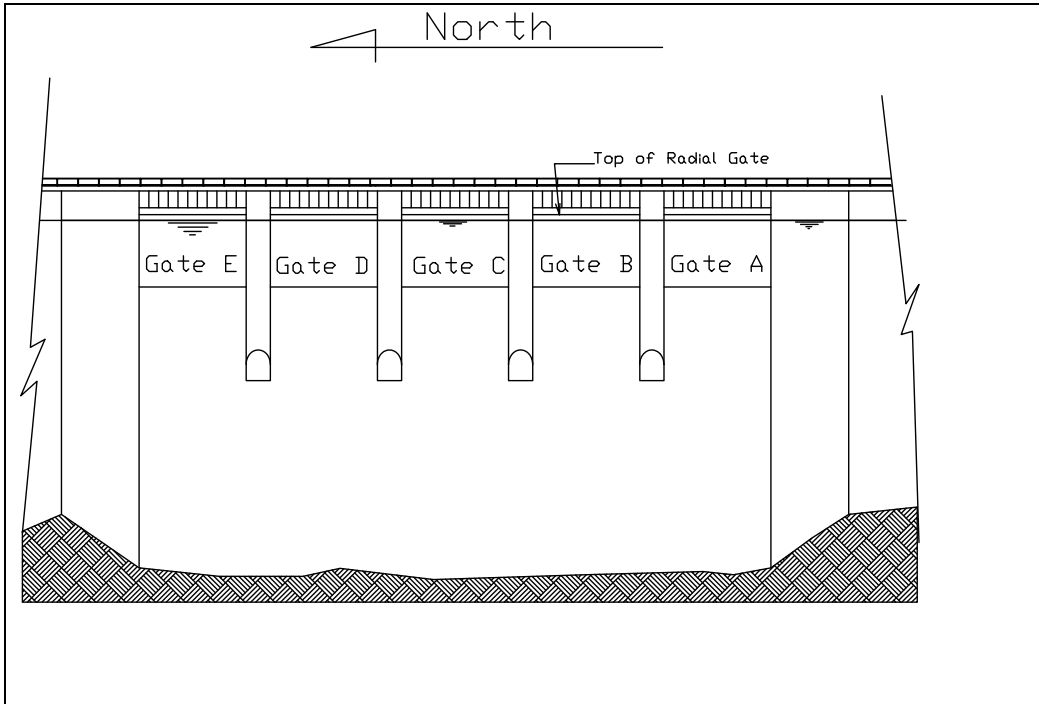 North
Top of Radial Gate
Gate E
Gate D
Gate C
Gate B
Gate A